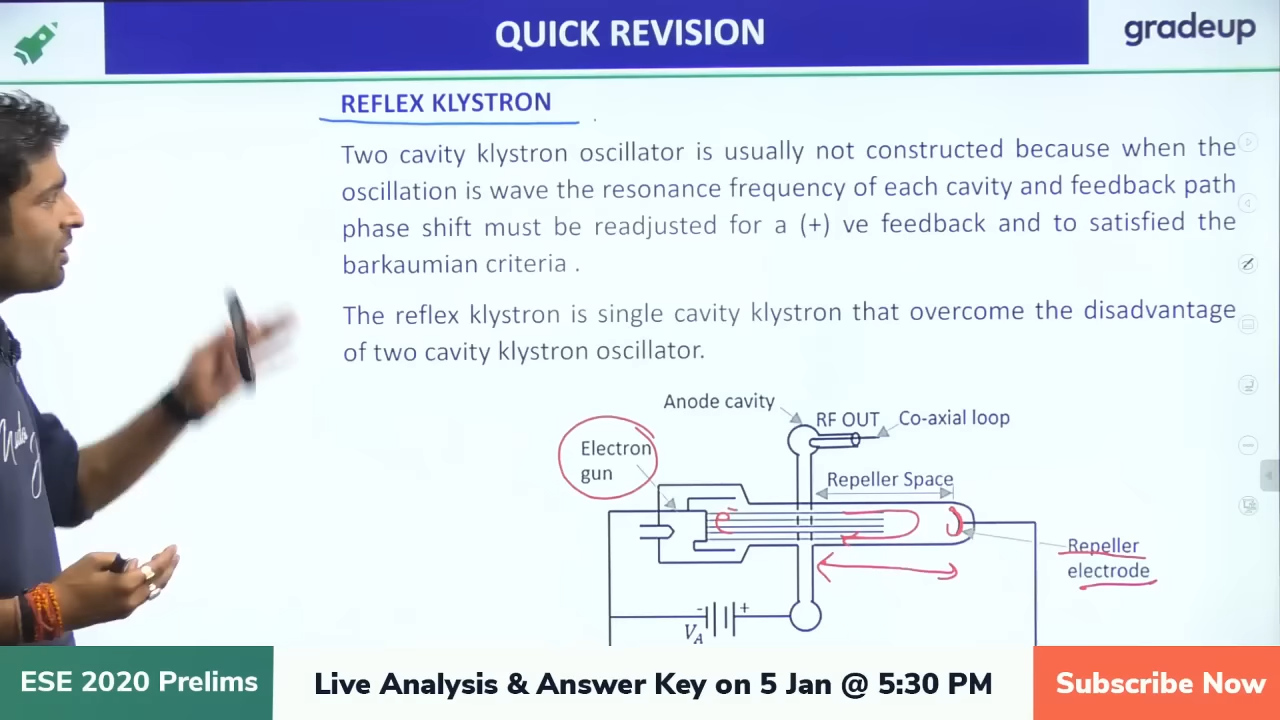 QUICK REVISION
gradeup
REFLEX KLYSTRON
Two cavity klystron oscillator is usually not constructed because when the
oscillation is wave the resonance frequency of each cavity and feedback path
phase shift must be readjusted for a (+) ve feedback and to satisfied the
barkaumian criteria .
The reflex klystron is single cavity klystron that overcome the disadvantage
of two cavity klystron oscillator.
Anode cavity
RF OUT
Co-axial loop
Electron
gun
Repeller Space
Repeller
electrode
- +
V_A
ESE 2020 Prelims
Live Analysis & Answer Key on 5 Jan @ 5:30 PM
Subscribe Now